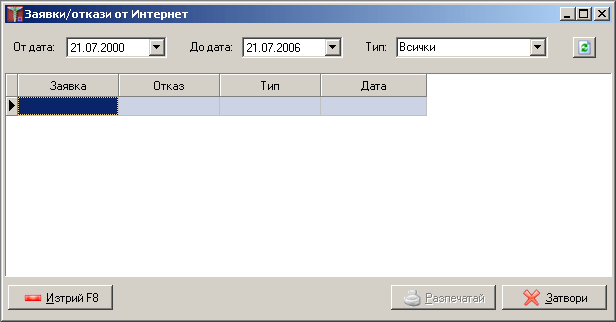 Заявки/откази от Интернет
От дата: 21.07.2000 До дата: 21.07.2006 Тип: Всички
Заявка Отказ Тип Дата
Изтрий F8 Разпечатай Затвори